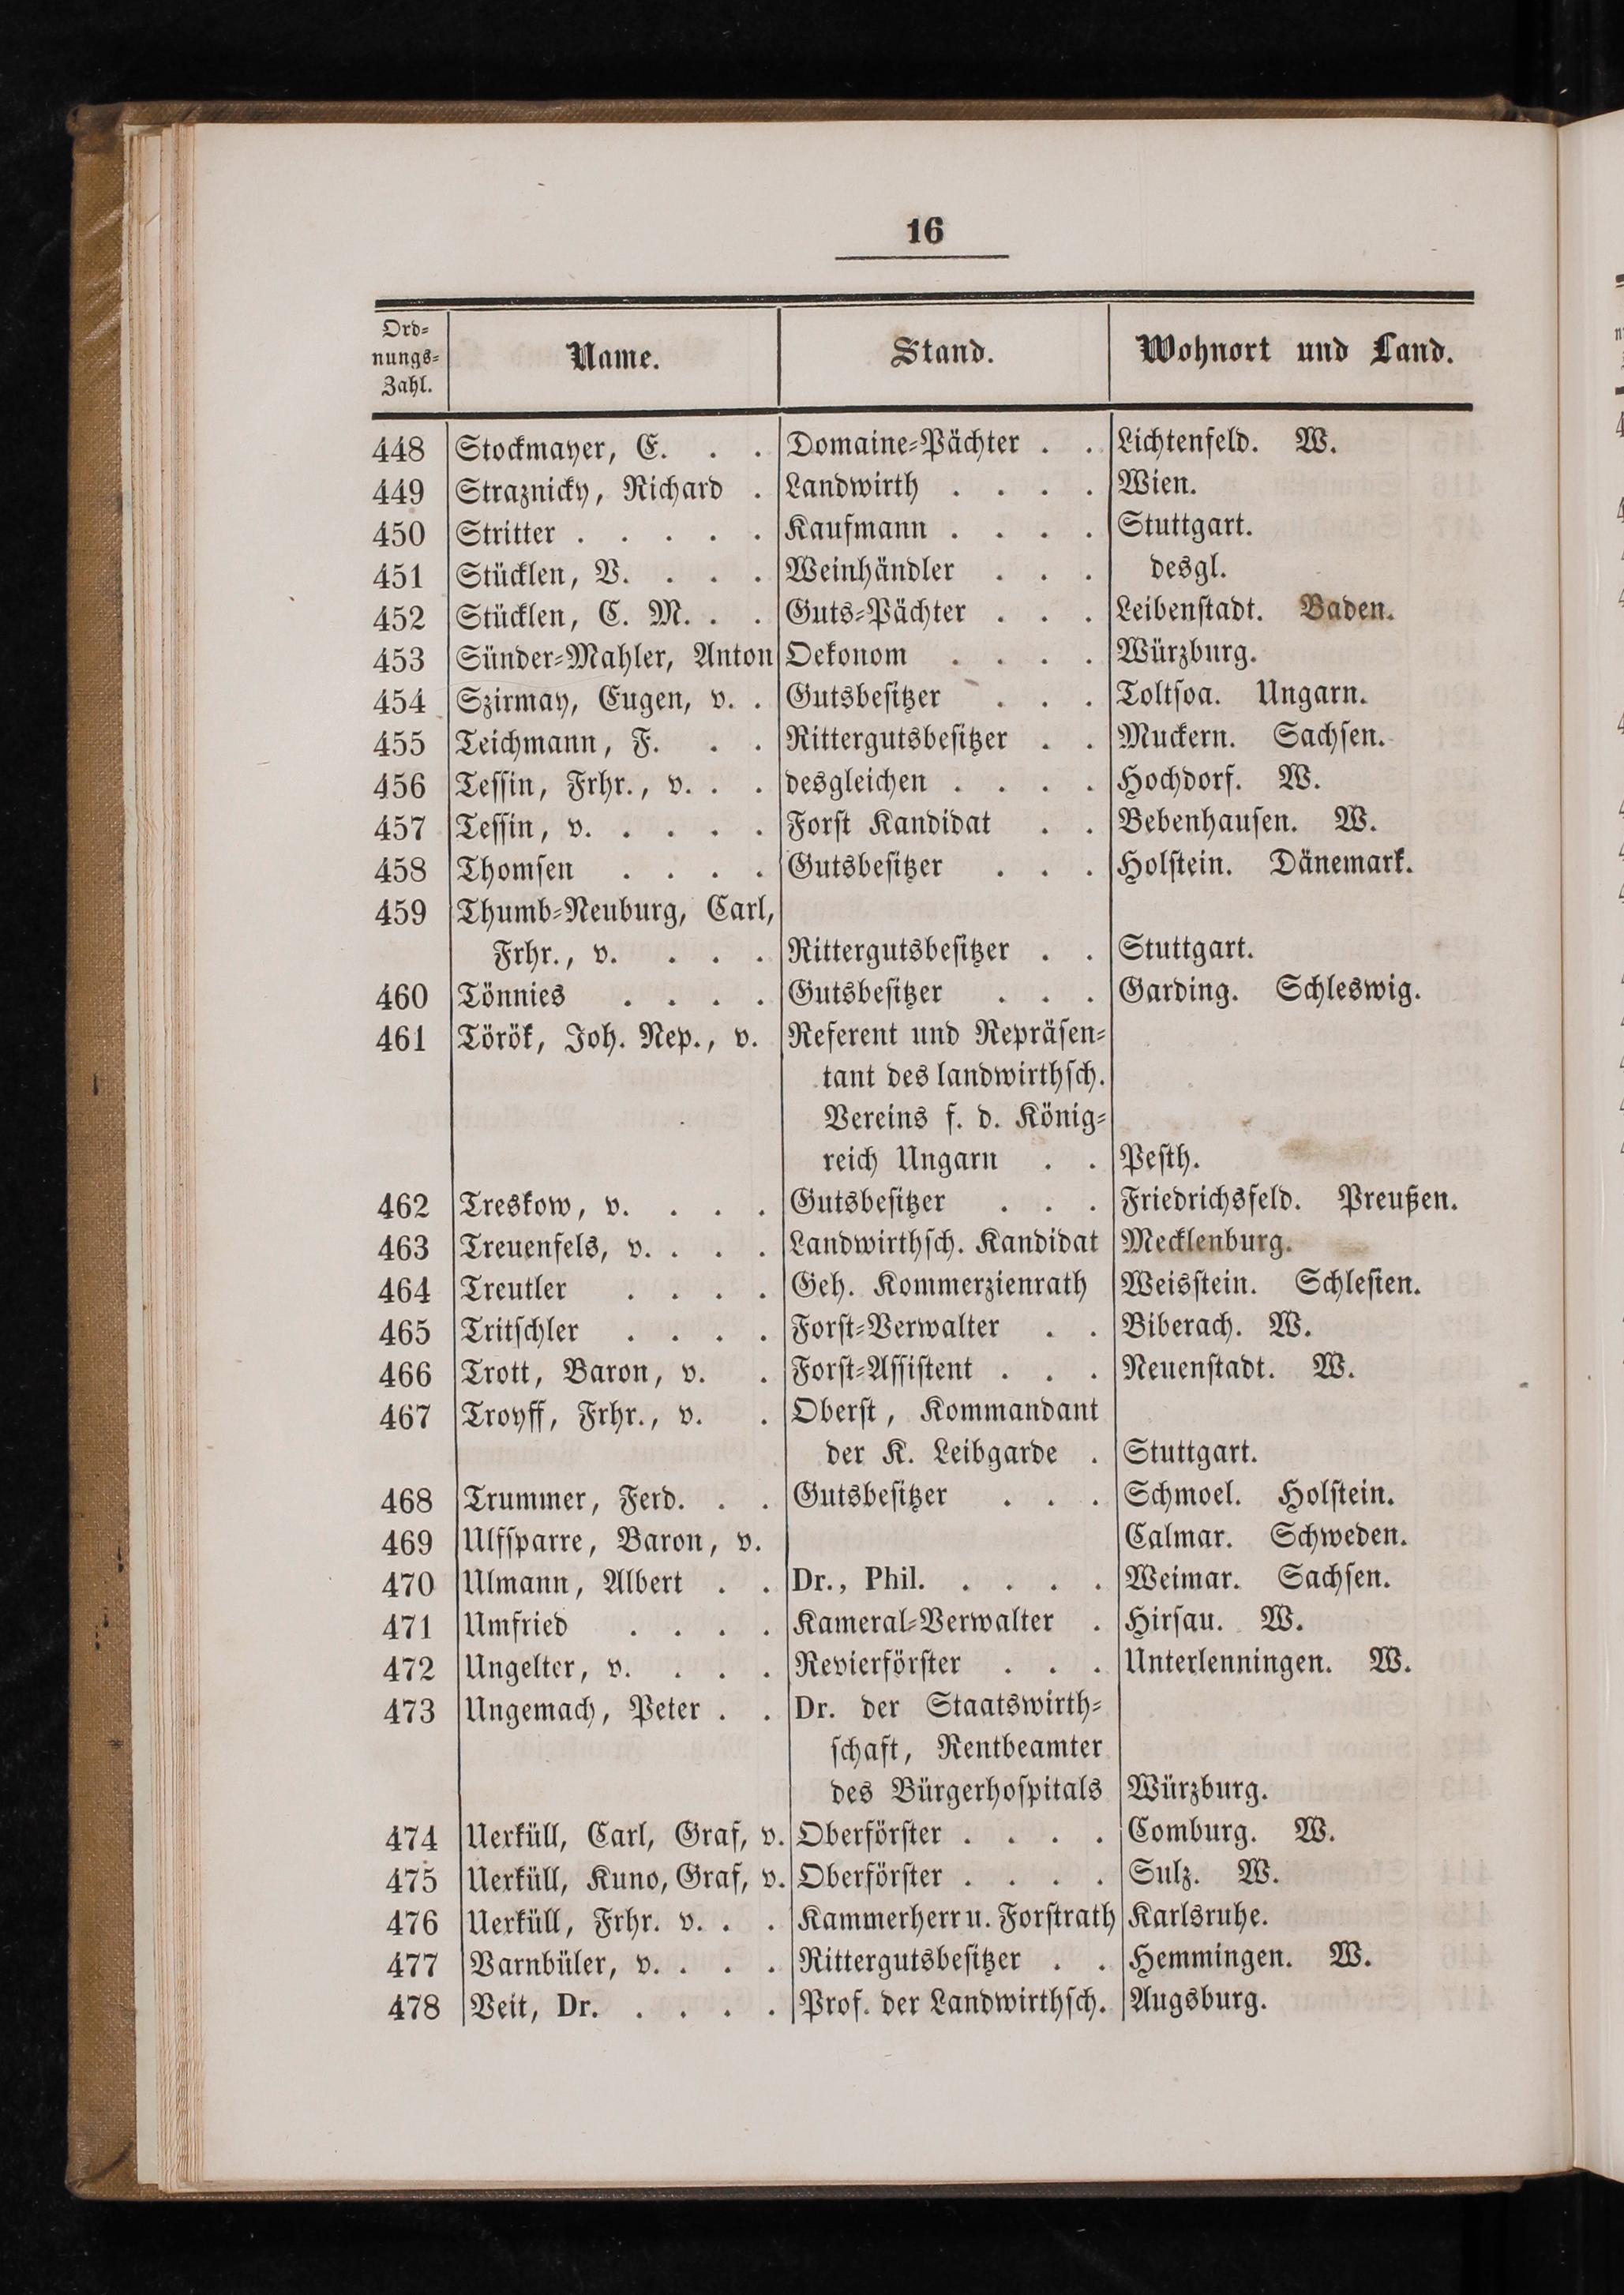 16
Ord- Name. Stand. Wohnort und Land.
nungs-
Zahl.
448 Stockmayer, E. . . Domaine-Pächter . . Lichtenfeld. W.
449 Straznicky, Richard . Landwirth . . . . Wien.
450 Stritter . . . . . Kaufmann . . . . Stuttgart.
451 Stücklen, V. . . . Weinhändler . . . desgl.
452 Stücklen, C. M. . . Guts-Pächter . . . Leibenstadt. Baden.
453 Sünder-Mahler, Anton Oekonom . . . . Würzburg.
454 Szirmay, Eugen, v. . Gutsbesitzer . . . Toltsoa. Ungarn.
455 Teichmann, F. . . Rittergutsbesitzer . . Muckern. Sachsen.
456 Tessin, Frhr., v. . . desgleichen . . . . Hochdorf. W.
457 Tessin, v. . . . . Forst Kandidat . . Bebenhausen. W.
458 Thomsen . . . . Gutsbesitzer . . . Holstein. Dänemark.
459 Thumb-Neuburg, Carl,
Frhr., v. . . . Rittergutsbesitzer . . Stuttgart.
460 Tönnies . . . . Gutsbesitzer . . . Garding. Schleswig.
461 Török, Joh. Nep., v. Referent und Repräsen-
tant des landwirthsch.
Vereins f. d. König-
reich Ungarn . . Pesth.
462 Treskow, v. . . . Gutsbesitzer . . . Friedrichsfeld. Preußen.
463 Treuenfels, v. . . . Landwirthsch. Kandidat Mecklenburg.
464 Treutler . . . . Geh. Kommerzienrath Weisstein. Schlesien.
465 Tritschler . . . . Forst-Verwalter . . Biberach. W.
466 Trott, Baron, v. . Forst-Assistent . . . Neuenstadt. W.
467 Troyff, Frhr., v. . Oberst, Kommandant
der K. Leibgarde . Stuttgart.
468 Trummer, Ferd. . . Gutsbesitzer . . . Schmoel. Holstein.
469 Ulfsparre, Baron, v. Calmar. Schweden.
470 Ulmann, Albert . . Dr., Phil. . . . . Weimar. Sachsen.
471 Umfried . . . . Kameral-Verwalter . Hirsau. W.
472 Ungelter, v. . . . Revierförster . . . Unterlenningen. W.
473 Ungemach, Peter . . Dr. der Staatswirth-
schaft, Rentbeamter
des Bürgerhospitals Würzburg.
474 Uexküll, Carl, Graf, v. Oberförster . . . . Comburg. W.
475 Uexküll, Kuno, Graf, v. Oberförster . . . . Sulz. W.
476 Uexküll, Frhr. v. . . Kammerherr u. Forstrath Karlsruhe.
477 Varnbüler, v. . . . Rittergutsbesitzer . . Hemmingen. W.
478 Veit, Dr. . . . . Prof. der Landwirthsch. Augsburg.